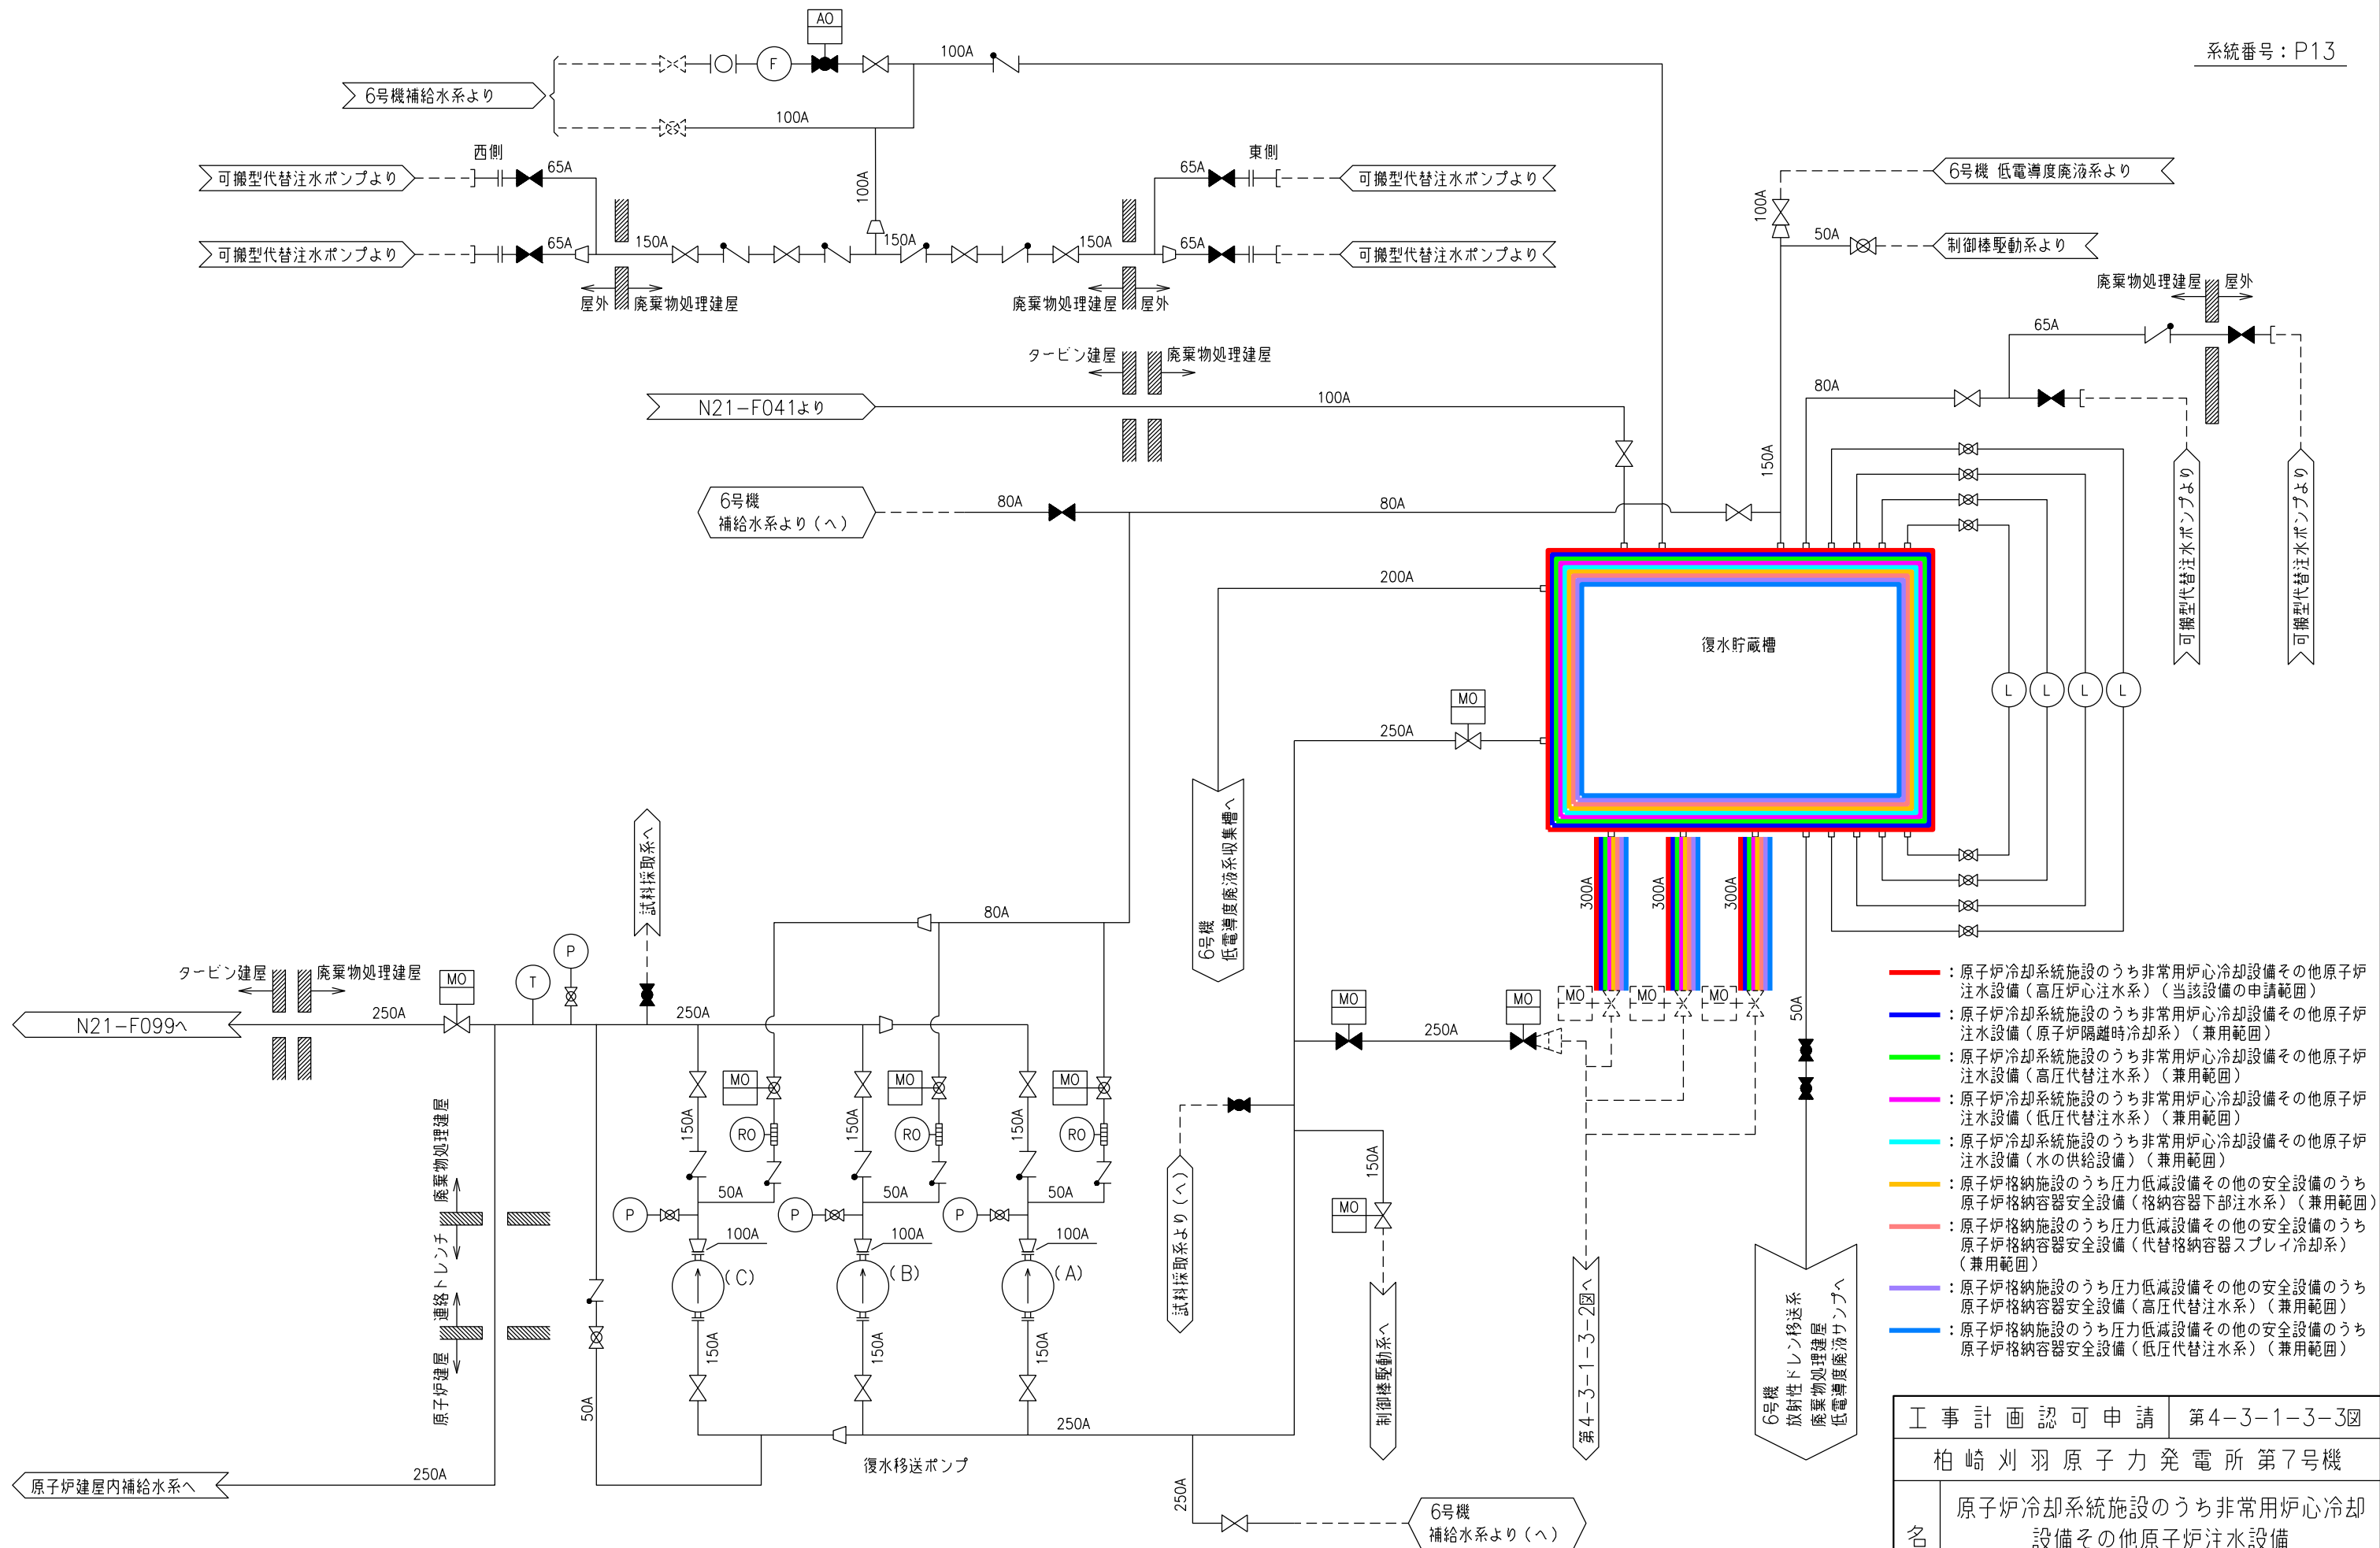 系統番号：P13
AO
100A
F
6号機補給水系より
100A
西側
東側
可搬型代替注水ポンプより
65A
100A
65A
可搬型代替注水ポンプより
6号機 低電導度廃液系より
100A
50A
制御棒駆動系より
可搬型代替注水ポンプより
65A
150A
150A
150A
65A
可搬型代替注水ポンプより
屋外
廃棄物処理建屋
廃棄物処理建屋
屋外
廃棄物処理建屋
屋外
65A
タービン建屋
廃棄物処理建屋
N21-F041より
100A
80A
150A
6号機
補給水系より（へ）
80A
80A
可搬型代替注水ポンプより
可搬型代替注水ポンプより
200A
復水貯蔵槽
L
L
L
L
MO
250A
6号機
低電導度廃液系収集槽へ
試料採取系へ
80A
300A
300A
300A
タービン建屋
廃棄物処理建屋
MO
T
P
N21-F099へ
250A
250A
MO
MO
MO
MO
MO
250A
50A
MO
MO
MO
150A
150A
150A
RO
RO
RO
廃棄物処理建屋
連絡トレンチ
原子炉建屋
50A
50A
50A
P
P
P
100A
100A
100A
(C)
(B)
(A)
150A
150A
150A
50A
250A
復水移送ポンプ
原子炉建屋内補給水系へ
250A
試料採取系より（へ）
150A
MO
制御棒駆動系へ
第4-3-1-3-2図へ
6号機
放射性ドレン移送系
廃棄物処理建屋
低電導度廃液サンプへ
250A
6号機
補給水系より（へ）
：原子炉冷却系統施設のうち非常用炉心冷却設備その他原子炉
注水設備（高圧炉心注水系）（当該設備の申請範囲）
：原子炉冷却系統施設のうち非常用炉心冷却設備その他原子炉
注水設備（原子炉隔離時冷却系）（兼用範囲）
：原子炉冷却系統施設のうち非常用炉心冷却設備その他原子炉
注水設備（高圧代替注水系）（兼用範囲）
：原子炉冷却系統施設のうち非常用炉心冷却設備その他原子炉
注水設備（低圧代替注水系）（兼用範囲）
：原子炉冷却系統施設のうち非常用炉心冷却設備その他原子炉
注水設備（水の供給設備）（兼用範囲）
：原子炉格納施設のうち圧力低減設備その他の安全設備のうち
原子炉格納容器安全設備（格納容器下部注水系）（兼用範囲）
：原子炉格納施設のうち圧力低減設備その他の安全設備のうち
原子炉格納容器安全設備（代替格納容器スプレイ冷却系）
（兼用範囲）
：原子炉格納施設のうち圧力低減設備その他の安全設備のうち
原子炉格納容器安全設備（高圧代替注水系）（兼用範囲）
：原子炉格納施設のうち圧力低減設備その他の安全設備のうち
原子炉格納容器安全設備（低圧代替注水系）（兼用範囲）
工事計画認可申請
第4-3-1-3-3図
柏崎刈羽原子力発電所第7号機
名
原子炉冷却系統施設のうち非常用炉心冷却
設備その他原子炉注水設備